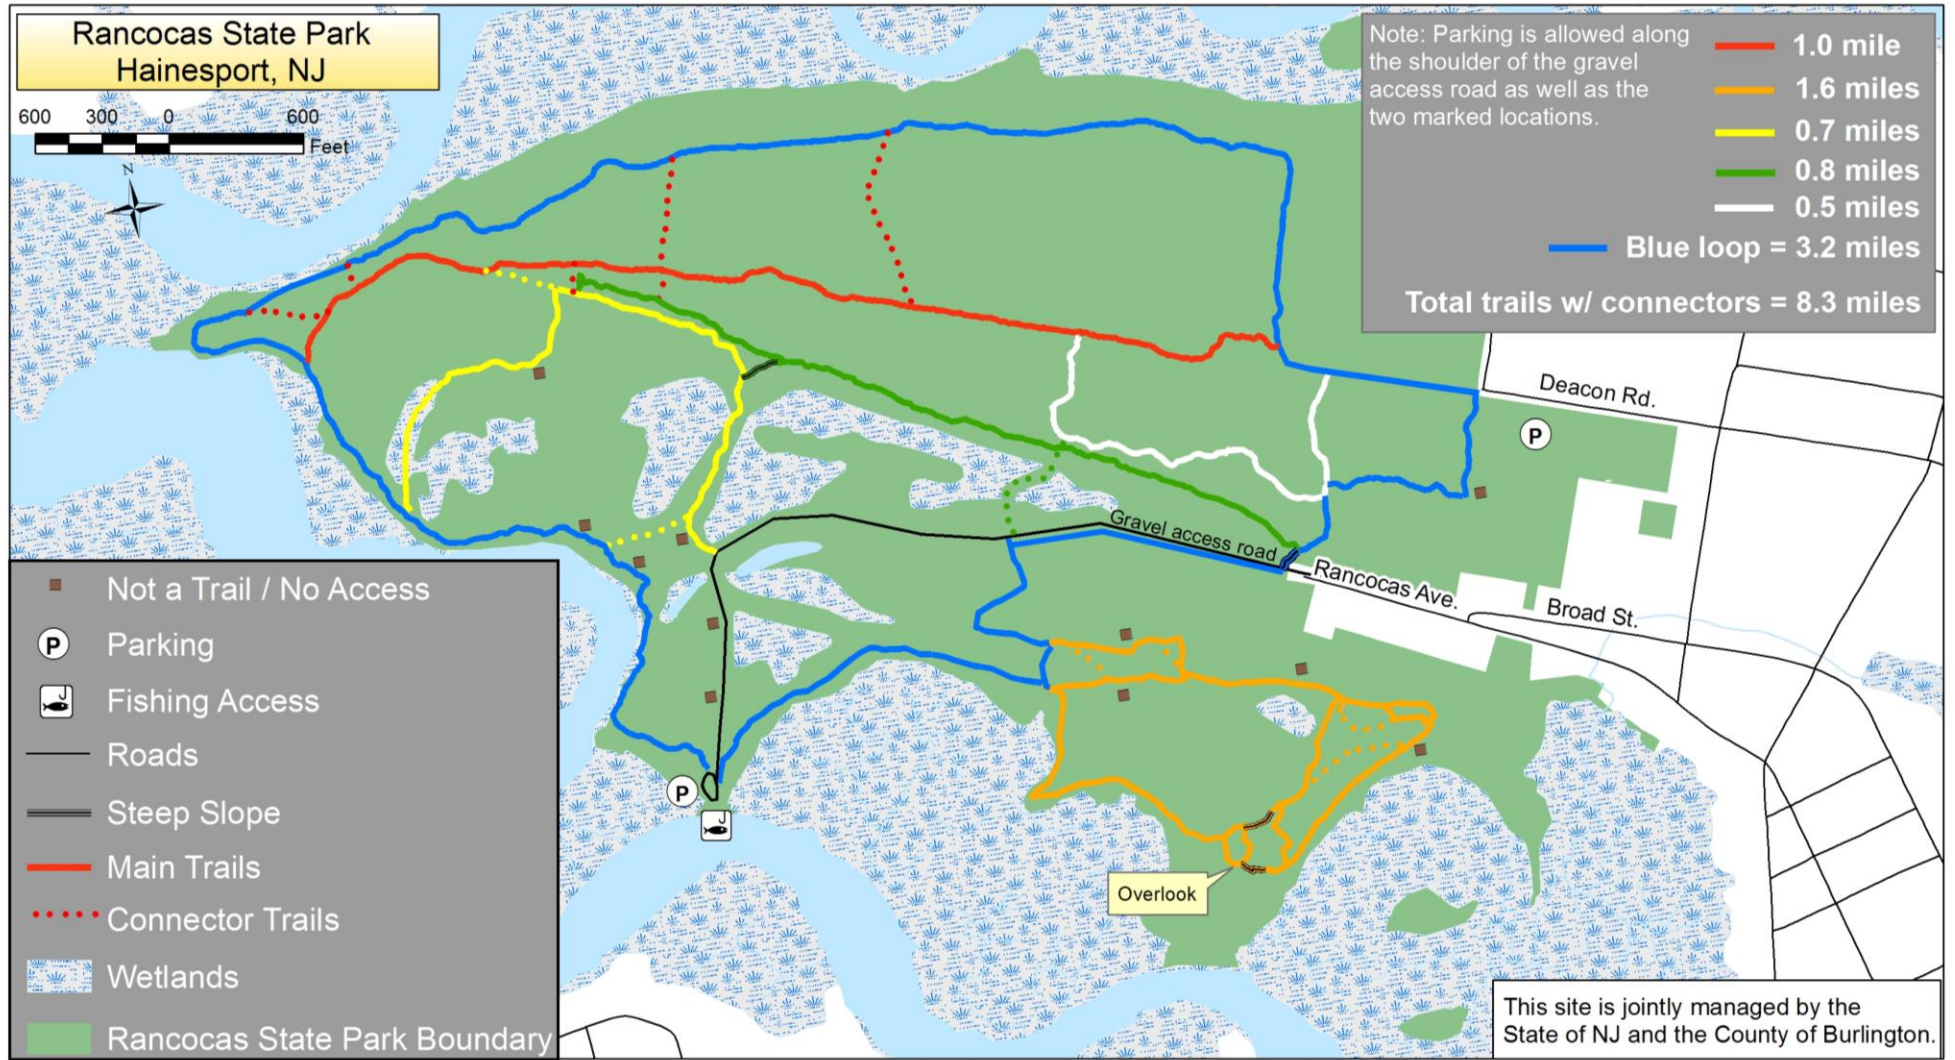 Rancocas State Park
Hainesport, NJ
600 300 0 600
Feet
N
Note: Parking is allowed along
the shoulder of the gravel
access road as well as the
two marked locations.
1.0 mile
1.6 miles
0.7 miles
0.8 miles
0.5 miles
Blue loop = 3.2 miles
Total trails w/ connectors = 8.3 miles
Deacon Rd.
P
Gravel access road
Rancocas Ave.
Broad St.
P
Overlook
Not a Trail / No Access
P Parking
Fishing Access
Roads
Steep Slope
Main Trails
Connector Trails
Wetlands
Rancocas State Park Boundary
This site is jointly managed by the
State of NJ and the County of Burlington.